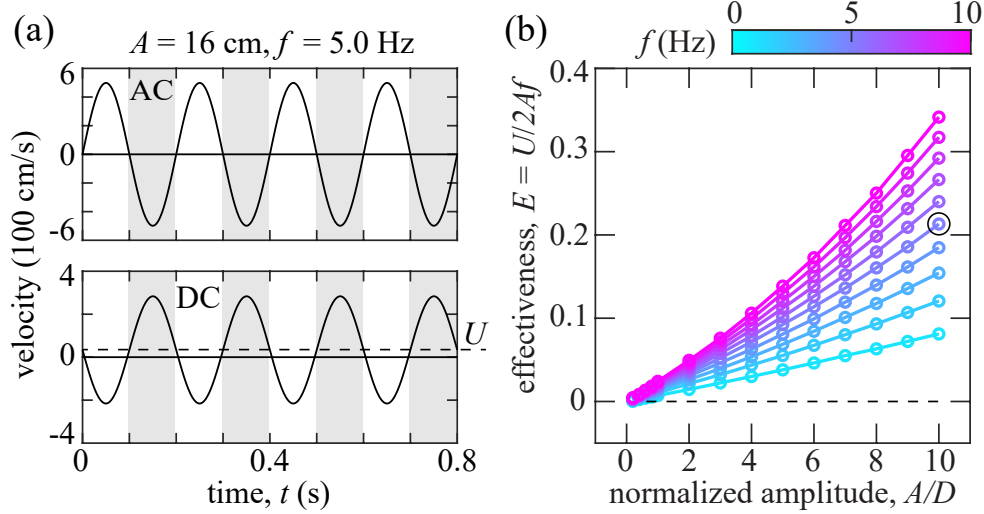 (a)
A = 16 cm, f = 5.0 Hz
6
AC
0
-6
velocity (100 cm/s)
4
DC
U
0
-4
0
0.4
0.8
time, t (s)
(b)
f (Hz)
0
5
10
0.4
0.3
0.2
0.1
0
effectiveness, E = U/2Af
0
2
4
6
8
10
normalized amplitude, A/D